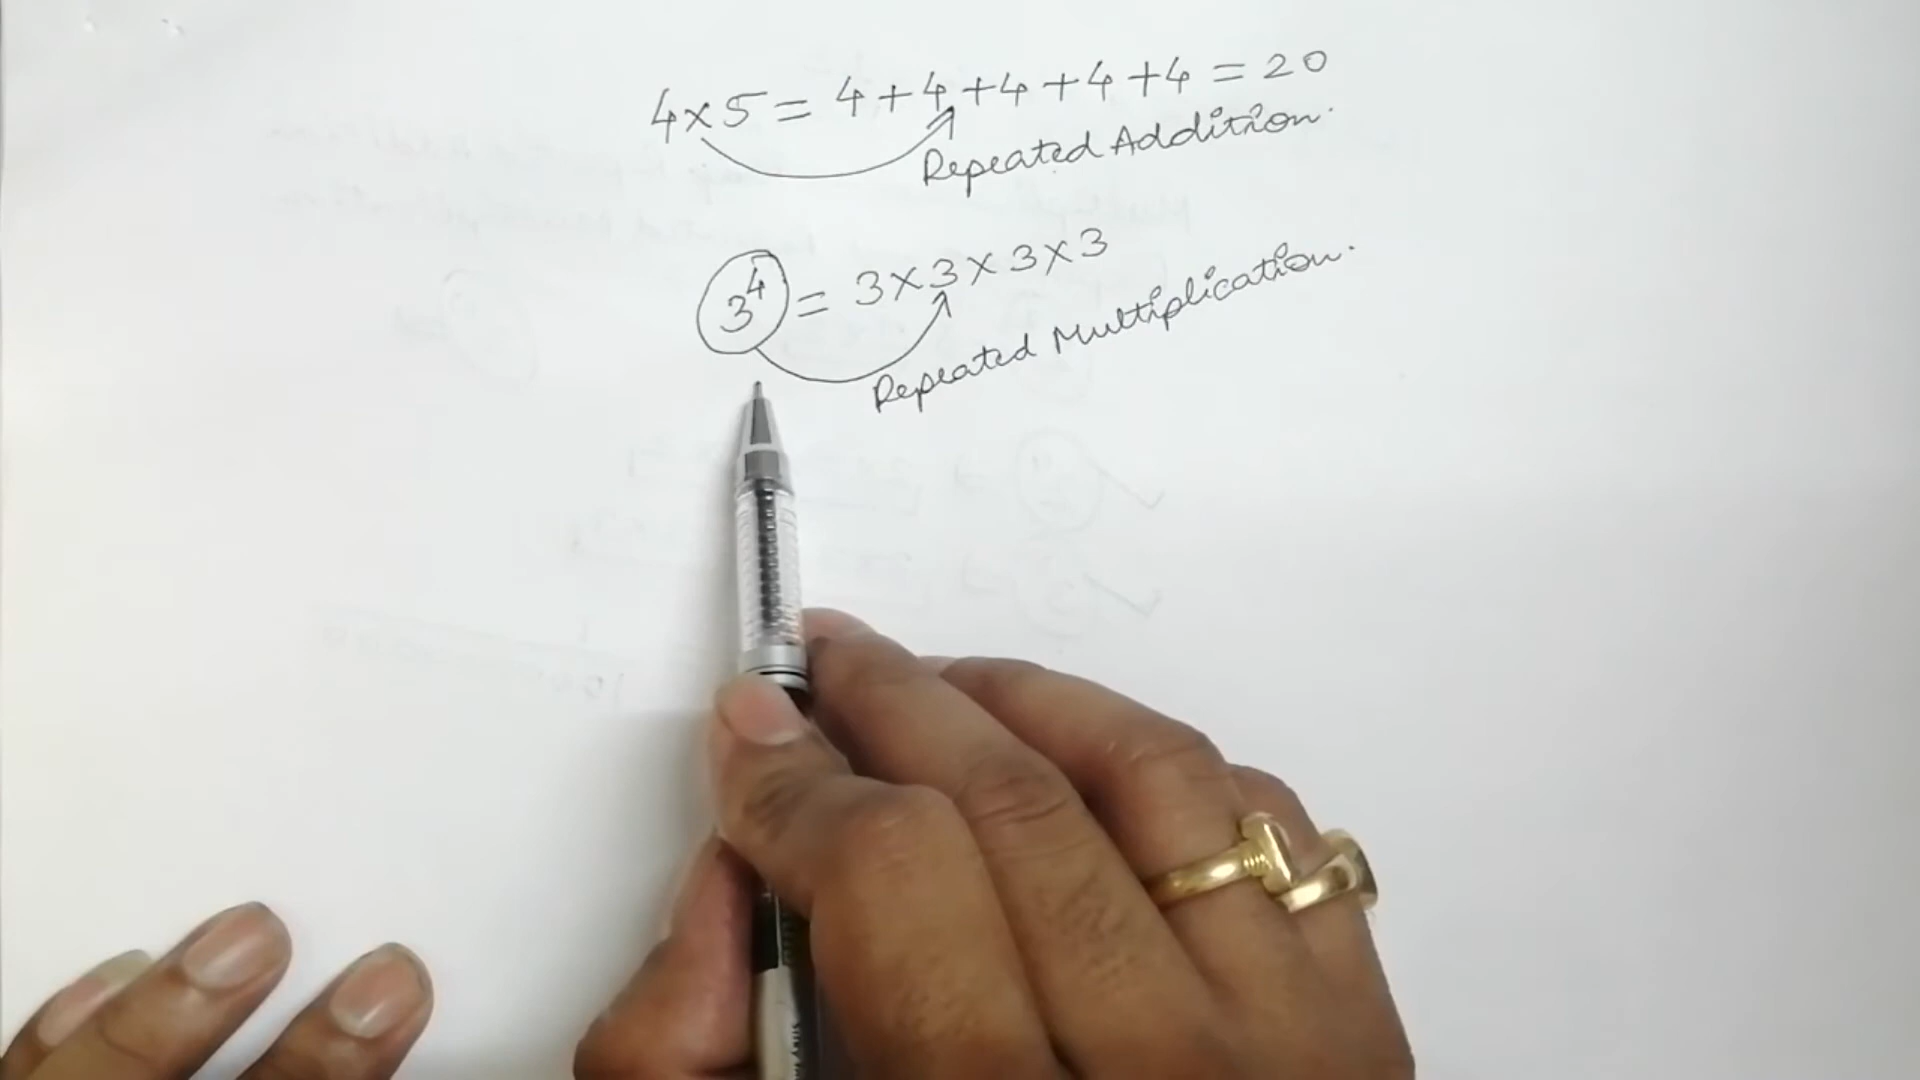 4×5 = 4+4+4+4+4 = 20
Repeated Addition.
3⁴ = 3×3×3×3
Repeated Multiplication.